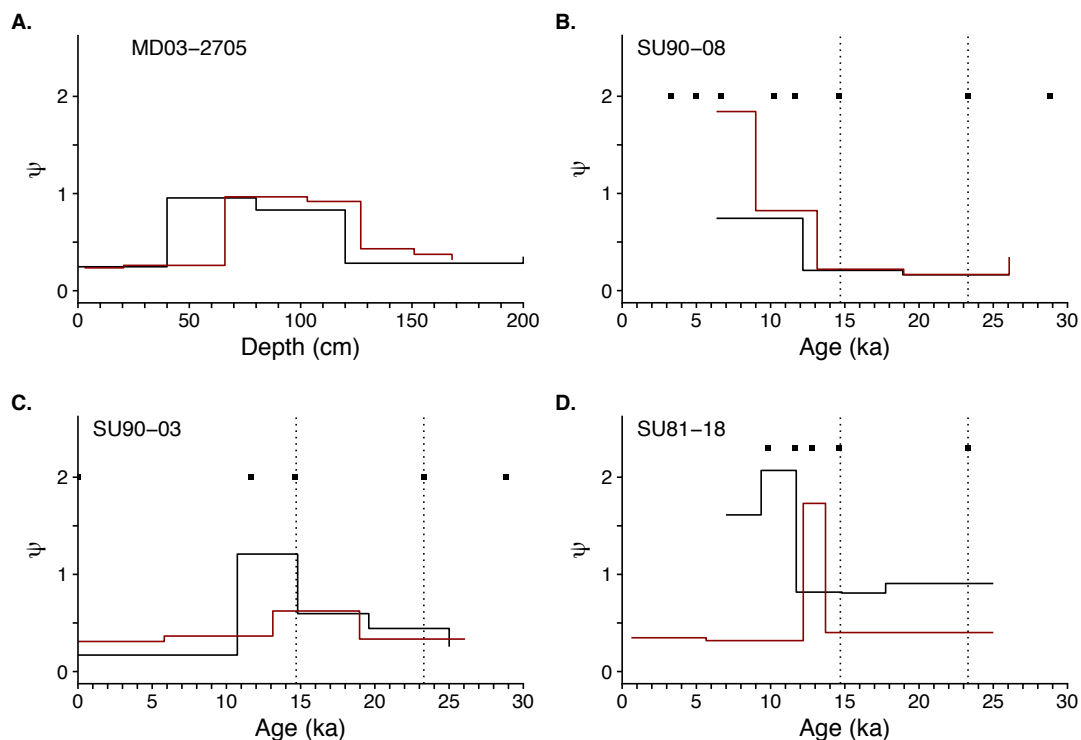 A.
MD03−2705
2
1
0
ψ
0 50 100 150 200
Depth (cm)
B.
SU90−08
2
1
0
ψ
0 5 10 15 20 25 30
Age (ka)
C.
SU90−03
2
1
0
ψ
0 5 10 15 20 25 30
Age (ka)
D.
SU81−18
2
1
0
ψ
0 5 10 15 20 25 30
Age (ka)